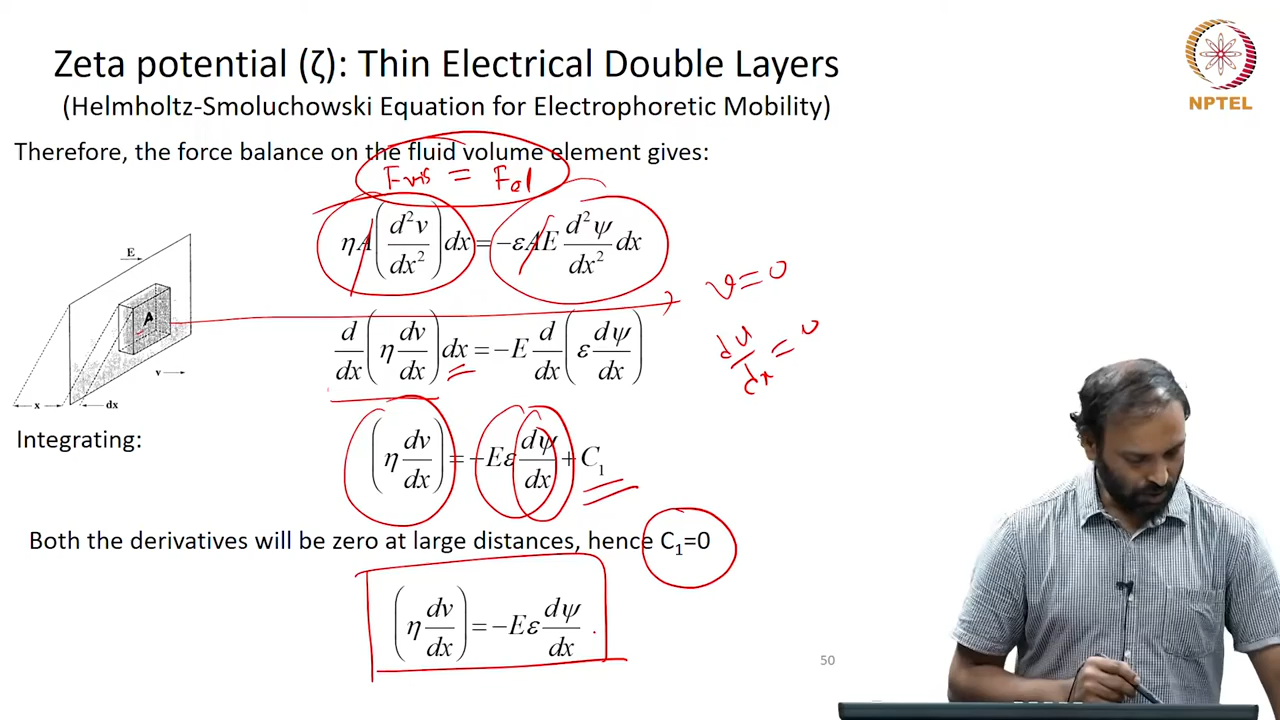 Zeta potential (ζ): Thin Electrical Double Layers
(Helmholtz-Smoluchowski Equation for Electrophoretic Mobility)
NPTEL
Therefore, the force balance on the fluid volume element gives:
Fvis = Fel
ηA(d²v/dx²)dx = −εAE d²ψ/dx² dx
v=0
E
A
v
x dx
d/dx(η dv/dx)dx = −E d/dx(ε dψ/dx)
dψ/dx = 0
Integrating:
(η dv/dx) = −Eε dψ/dx + C₁
Both the derivatives will be zero at large distances, hence C₁=0
(η dv/dx) = −Eε dψ/dx
50